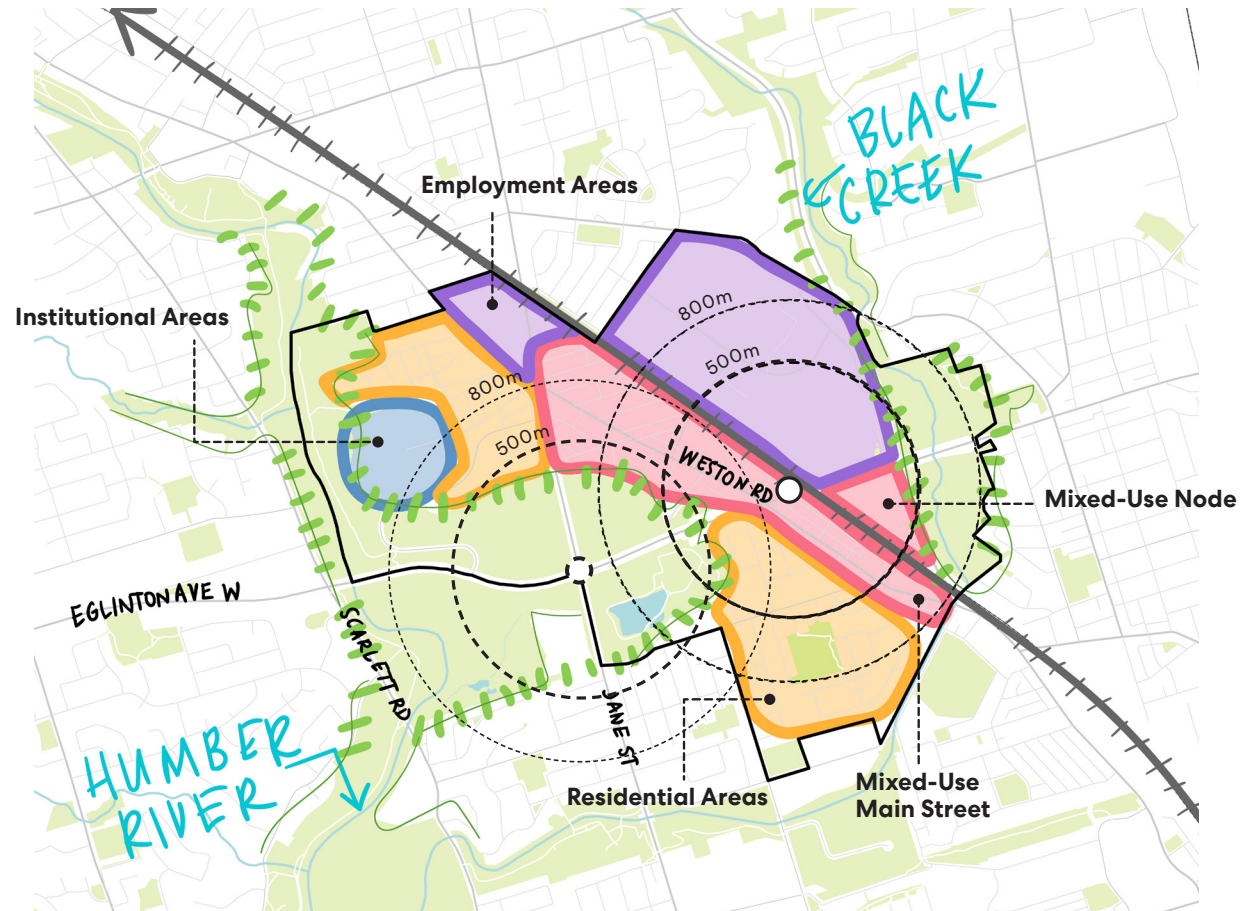 BLACK
CREEK
Employment Areas
Institutional Areas
800m
500m
800m
500m
WESTON RD
Mixed-Use Node
EGLINTON AVE W
SCARLETT RD
JANE ST
HUMBER
RIVER
Residential Areas
Mixed-Use
Main Street